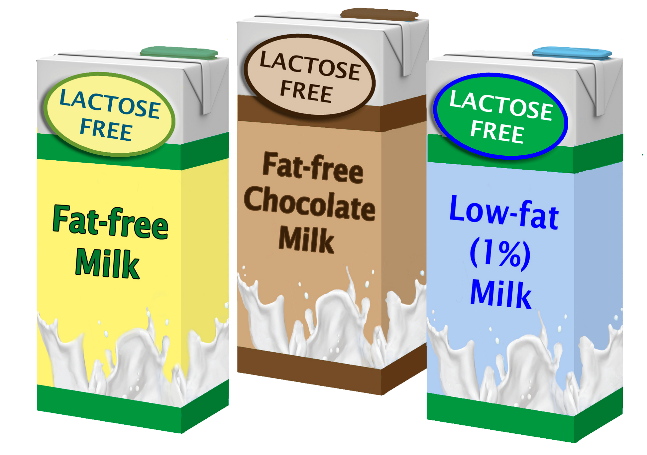 LACTOSE
FREE
Fat-free
Milk
LACTOSE
FREE
Fat-free
Chocolate
Milk
LACTOSE
FREE
Low-fat
(1%)
Milk